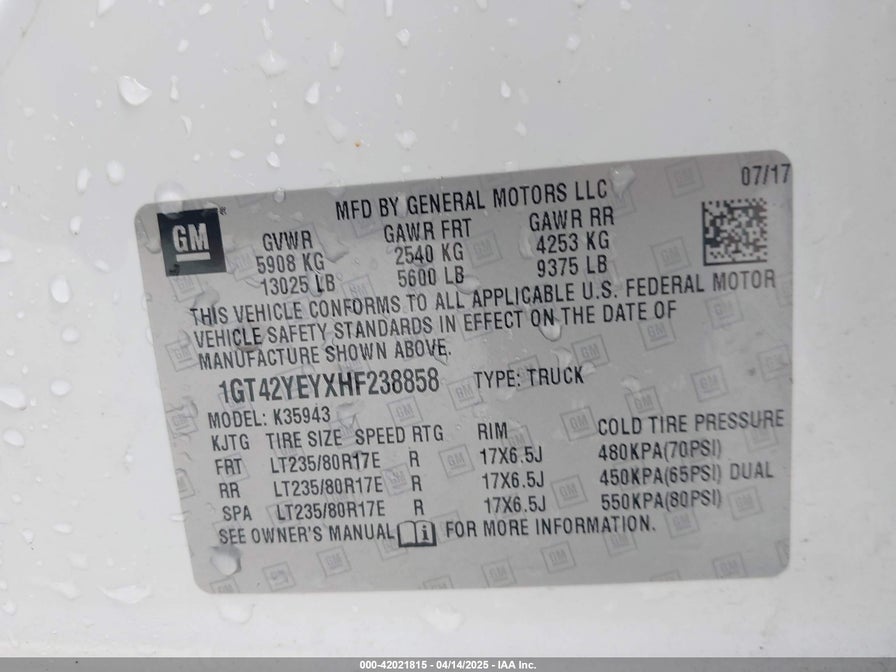 07/17
GM
MFD BY GENERAL MOTORS LLC
GVWR GAWR FRT GAWR RR
5908 KG 2540 KG 4253 KG
13025 LB 5600 LB 9375 LB
THIS VEHICLE CONFORMS TO ALL APPLICABLE U.S. FEDERAL MOTOR
VEHICLE SAFETY STANDARDS IN EFFECT ON THE DATE OF
MANUFACTURE SHOWN ABOVE.
1GT42YEYXHF238858 TYPE: TRUCK
MODEL: K35943
KJTG TIRE SIZE SPEED RTG RIM COLD TIRE PRESSURE
FRT LT235/80R17E R 17X6.5J 480KPA(70PSI)
RR LT235/80R17E R 17X6.5J 450KPA(65PSI) DUAL
SPA LT235/80R17E R 17X6.5J 550KPA(80PSI)
SEE OWNER'S MANUAL i FOR MORE INFORMATION.
000-42021815 - 04/14/2025 - IAA Inc.